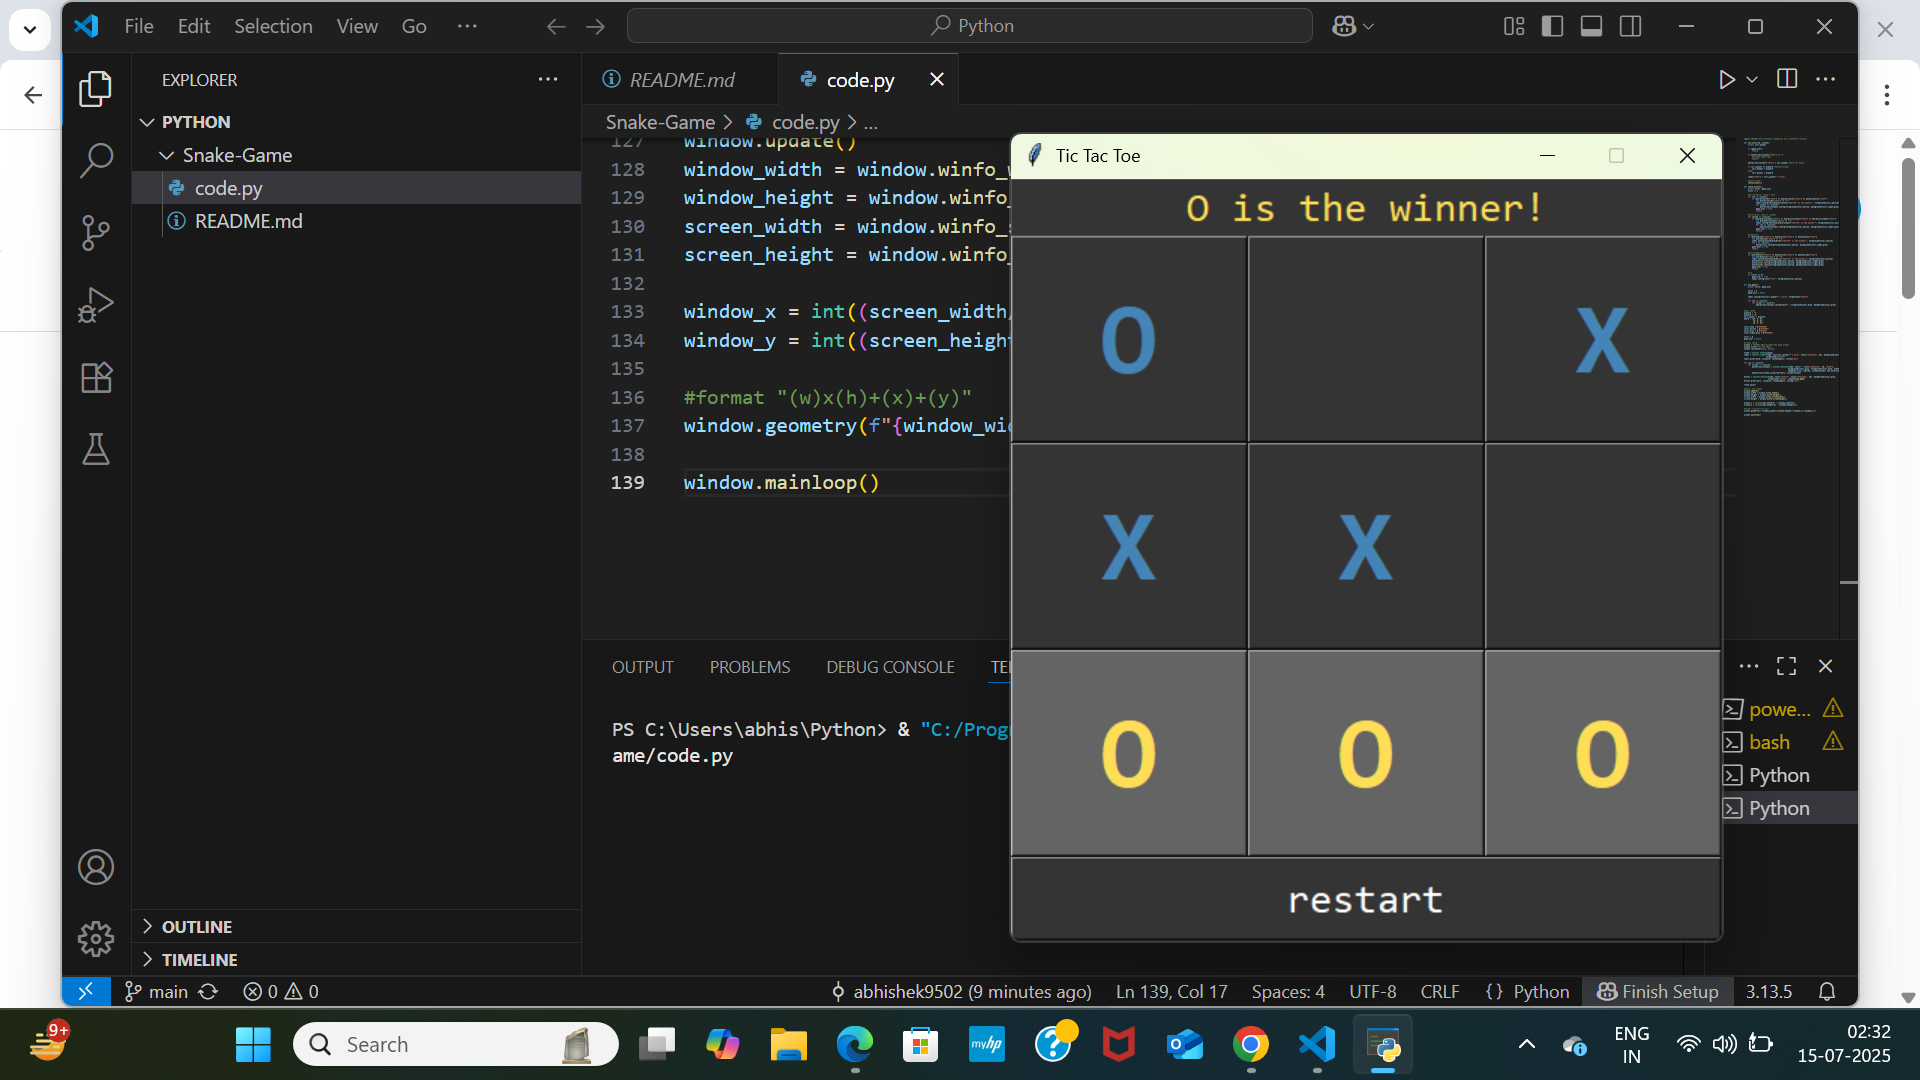 File Edit Selection View Go ...
Python
EXPLORER
PYTHON
Snake-Game
code.py
README.md
OUTLINE
TIMELINE
README.md
code.py
Snake-Game > code.py > ...
127 window.update()
128 window_width = window.winfo_
129 window_height = window.winfo_
130 screen_width = window.winfo_
131 screen_height = window.winfo_
132
133 window_x = int((screen_width
134 window_y = int((screen_height
135
136 #format "(w)x(h)+(x)+(y)"
137 window.geometry(f"{window_wi
138
139 window.mainloop()
OUTPUT PROBLEMS DEBUG CONSOLE TE
PS C:\Users\abhis\Python> & "C:/Prog
ame/code.py
powe...
bash
Python
Python
Tic Tac Toe
O is the winner!
O X
X X
O O O
restart
main 0 0 abhishek9502 (9 minutes ago) Ln 139, Col 17 Spaces: 4 UTF-8 CRLF {} Python Finish Setup 3.13.5
9+
Search
myhp
ENG
IN
02:32
15-07-2025